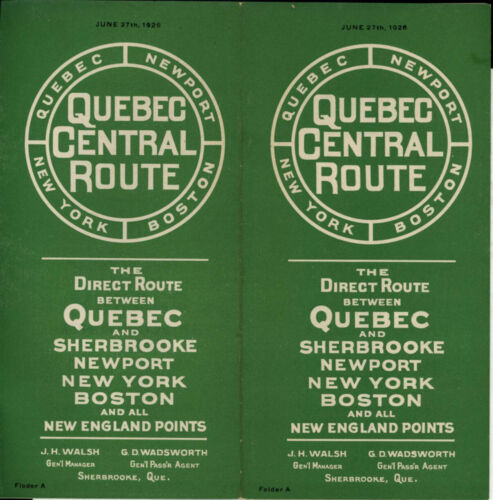 JUNE 27th, 1926
QUEBEC
NEWPORT
QUEBEC
CENTRAL
ROUTE
NEW YORK
BOSTON
THE
DIRECT ROUTE
BETWEEN
QUEBEC
AND
SHERBROOKE
NEWPORT
NEW YORK
BOSTON
AND ALL
NEW ENGLAND POINTS
J. H. WALSH G. D. WADSWORTH
GEN'L MANAGER GEN'L PASS'R AGENT
SHERBROOKE, QUE.
Floder A
JUNE 27th, 1926
QUEBEC
NEWPORT
QUEBEC
CENTRAL
ROUTE
NEW YORK
BOSTON
THE
DIRECT ROUTE
BETWEEN
QUEBEC
AND
SHERBROOKE
NEWPORT
NEW YORK
BOSTON
AND ALL
NEW ENGLAND POINTS
J. H. WALSH G. D. WADSWORTH
GEN'L MANAGER GEN'L PASS'R AGENT
SHERBROOKE, QUE.
Folder A